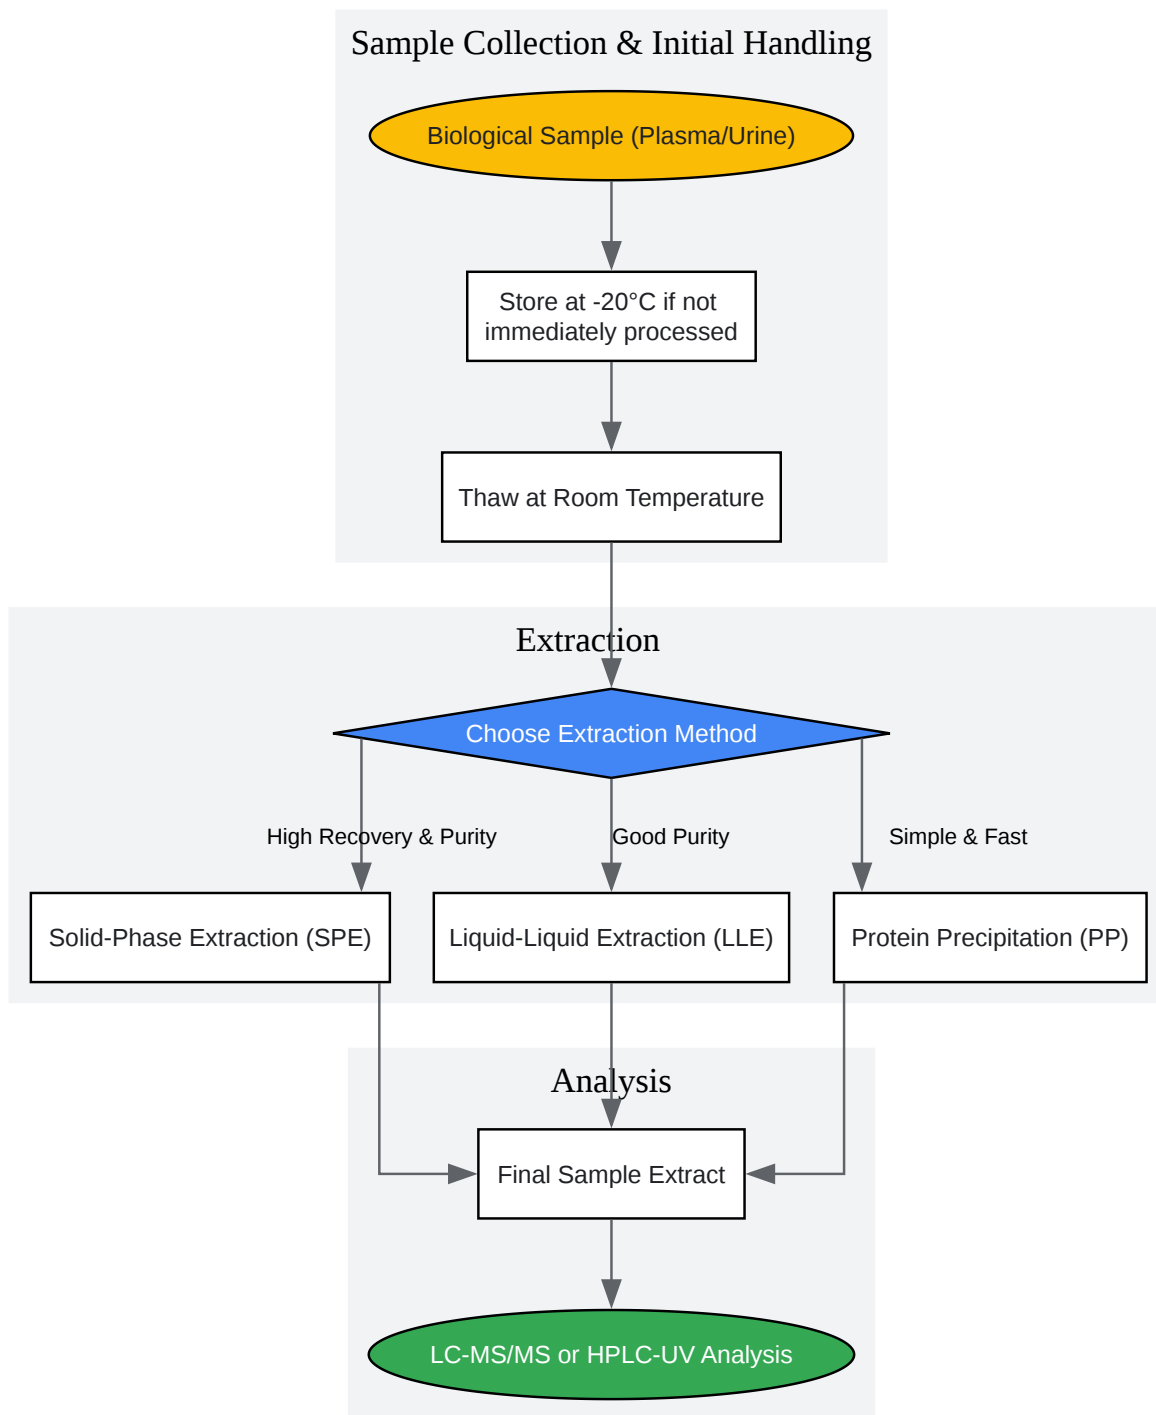 Sample Collection & Initial Handling
Biological Sample (Plasma/Urine)
Store at -20°C if not
immediately processed
Thaw at Room Temperature
Extraction
Choose Extraction Method
High Recovery & Purity
Good Purity
Simple & Fast
Solid-Phase Extraction (SPE)
Liquid-Liquid Extraction (LLE)
Protein Precipitation (PP)
Analysis
Final Sample Extract
LC-MS/MS or HPLC-UV Analysis